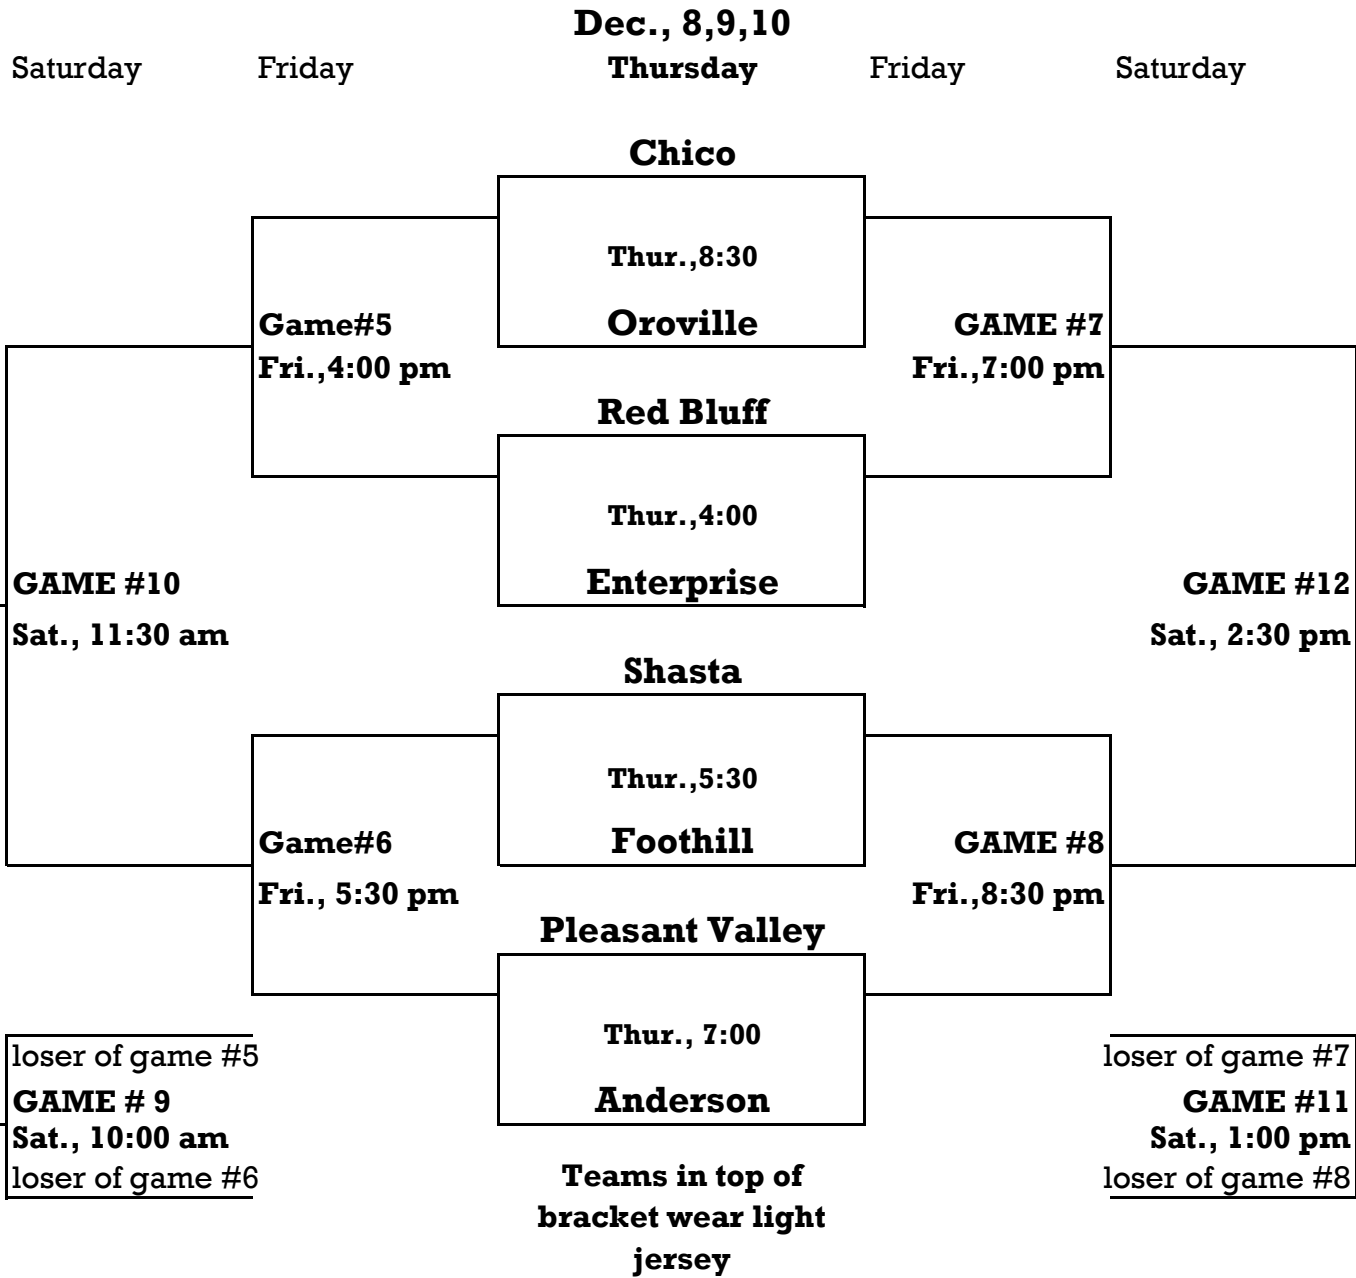 Dec., 8,9,10
Saturday Friday Thursday Friday Saturday
Chico
Thur.,8:30
Game#5 Oroville GAME #7
Fri.,4:00 pm Fri.,7:00 pm
Red Bluff
Thur.,4:00
GAME #10 Enterprise GAME #12
Sat., 11:30 am Sat., 2:30 pm
Shasta
Thur.,5:30
Game#6 Foothill GAME #8
Fri., 5:30 pm Fri.,8:30 pm
Pleasant Valley
Thur., 7:00
loser of game #5 loser of game #7
GAME # 9 Anderson GAME #11
Sat., 10:00 am Sat., 1:00 pm
loser of game #6 Teams in top of loser of game #8
bracket wear light
jersey